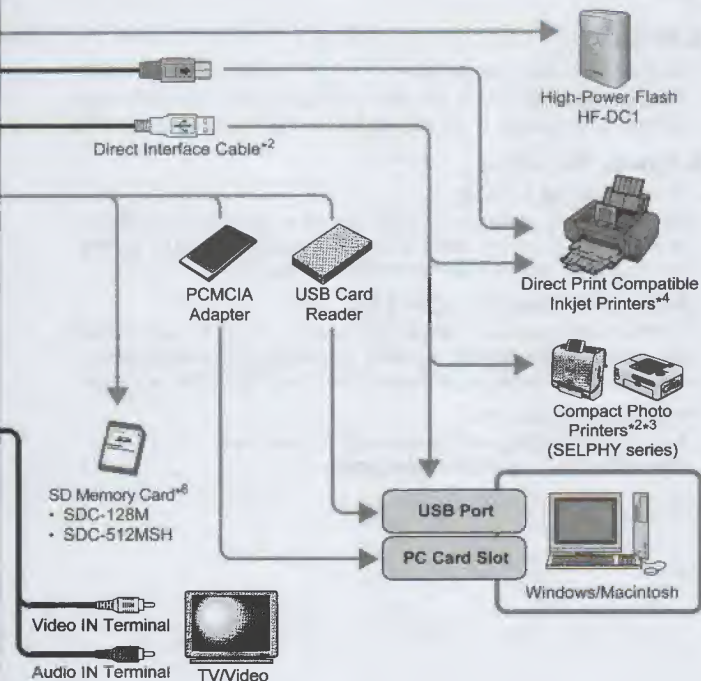 High-Power Flash
HF-DC1
Direct Interface Cable*2
PCMCIA
Adapter
USB Card
Reader
Direct Print Compatible
Inkjet Printers*4
Compact Photo
Printers*2*3
(SELPHY series)
SD Memory Card*6
• SDC-128M
• SDC-512MSH
USB Port
PC Card Slot
Windows/Macintosh
Video IN Terminal
Audio IN Terminal
TV/Video